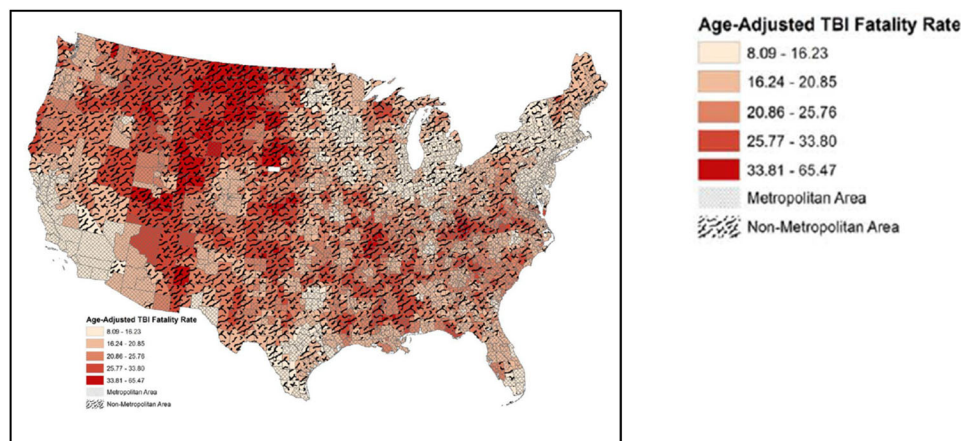 Age-Adjusted TBI Fatality Rate
8.09 - 16.23
16.24 - 20.85
20.86 - 25.76
25.77 - 33.80
33.81 - 65.47
Metropolitan Area
Non-Metropolitan Area
Age-Adjusted TBI Fatality Rate
8.09 - 16.23
16.24 - 20.85
20.86 - 25.76
25.77 - 33.80
33.81 - 65.47
Metropolitan Area
Non-Metropolitan Area